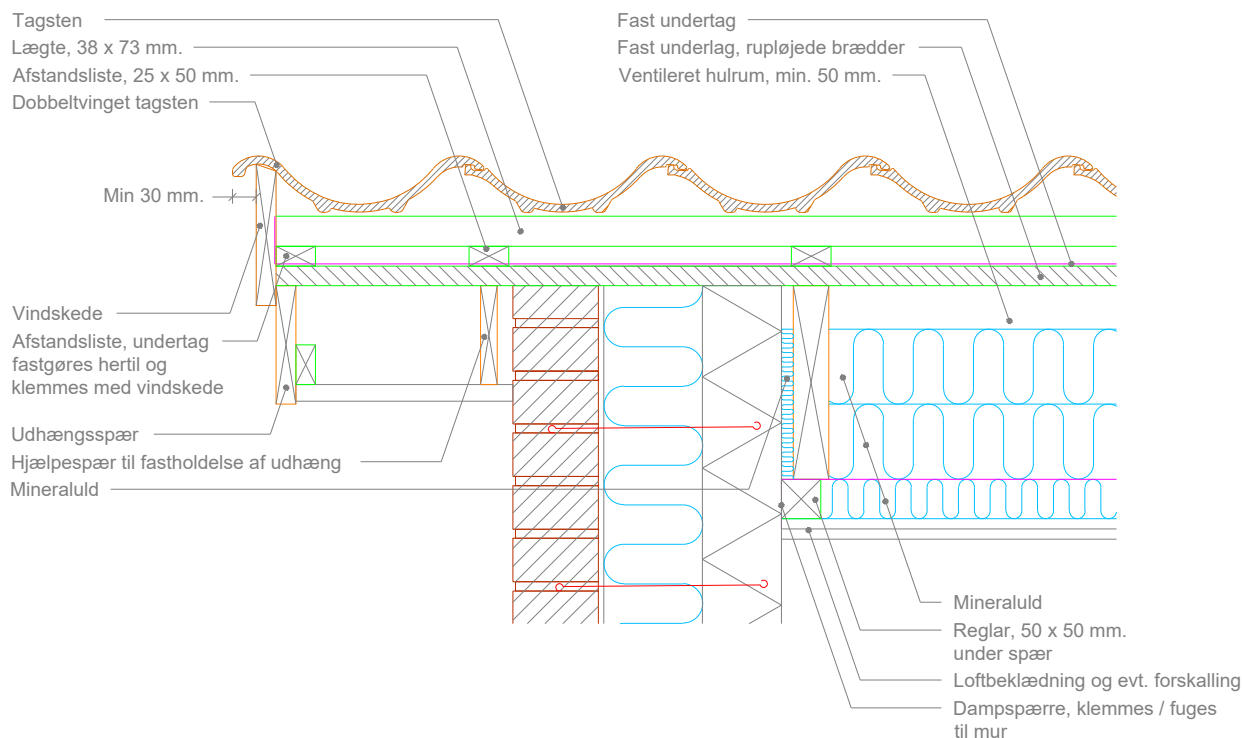 Tagsten
Lægte, 38 x 73 mm.
Afstandsliste, 25 x 50 mm.
Dobbeltvinget tagsten
Fast undertag
Fast underlag, rupløjede brædder
Ventileret hulrum, min. 50 mm.
Min 30 mm.
Vindskede
Afstandsliste, undertag
fastgøres hertil og
klemmes med vindskede
Udhængsspær
Hjælpespær til fastholdelse af udhæng
Mineraluld
Mineraluld
Reglar, 50 x 50 mm.
under spær
Loftbeklædning og evt. forskalling
Dampspærre, klemmes / fuges
til mur